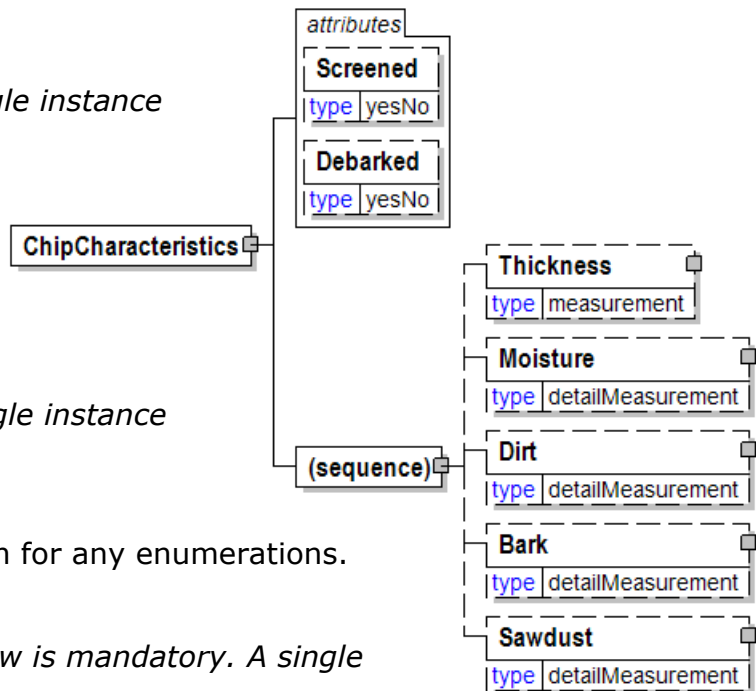 attributes
Screened
type yesNo
Debarked
type yesNo
gle instance
ChipCharacteristics
Thickness
type measurement
Moisture
type detailMeasurement
gle instance
(sequence)
Dirt
type detailMeasurement
n for any enumerations.
Bark
type detailMeasurement
w is mandatory. A single
Sawdust
type detailMeasurement